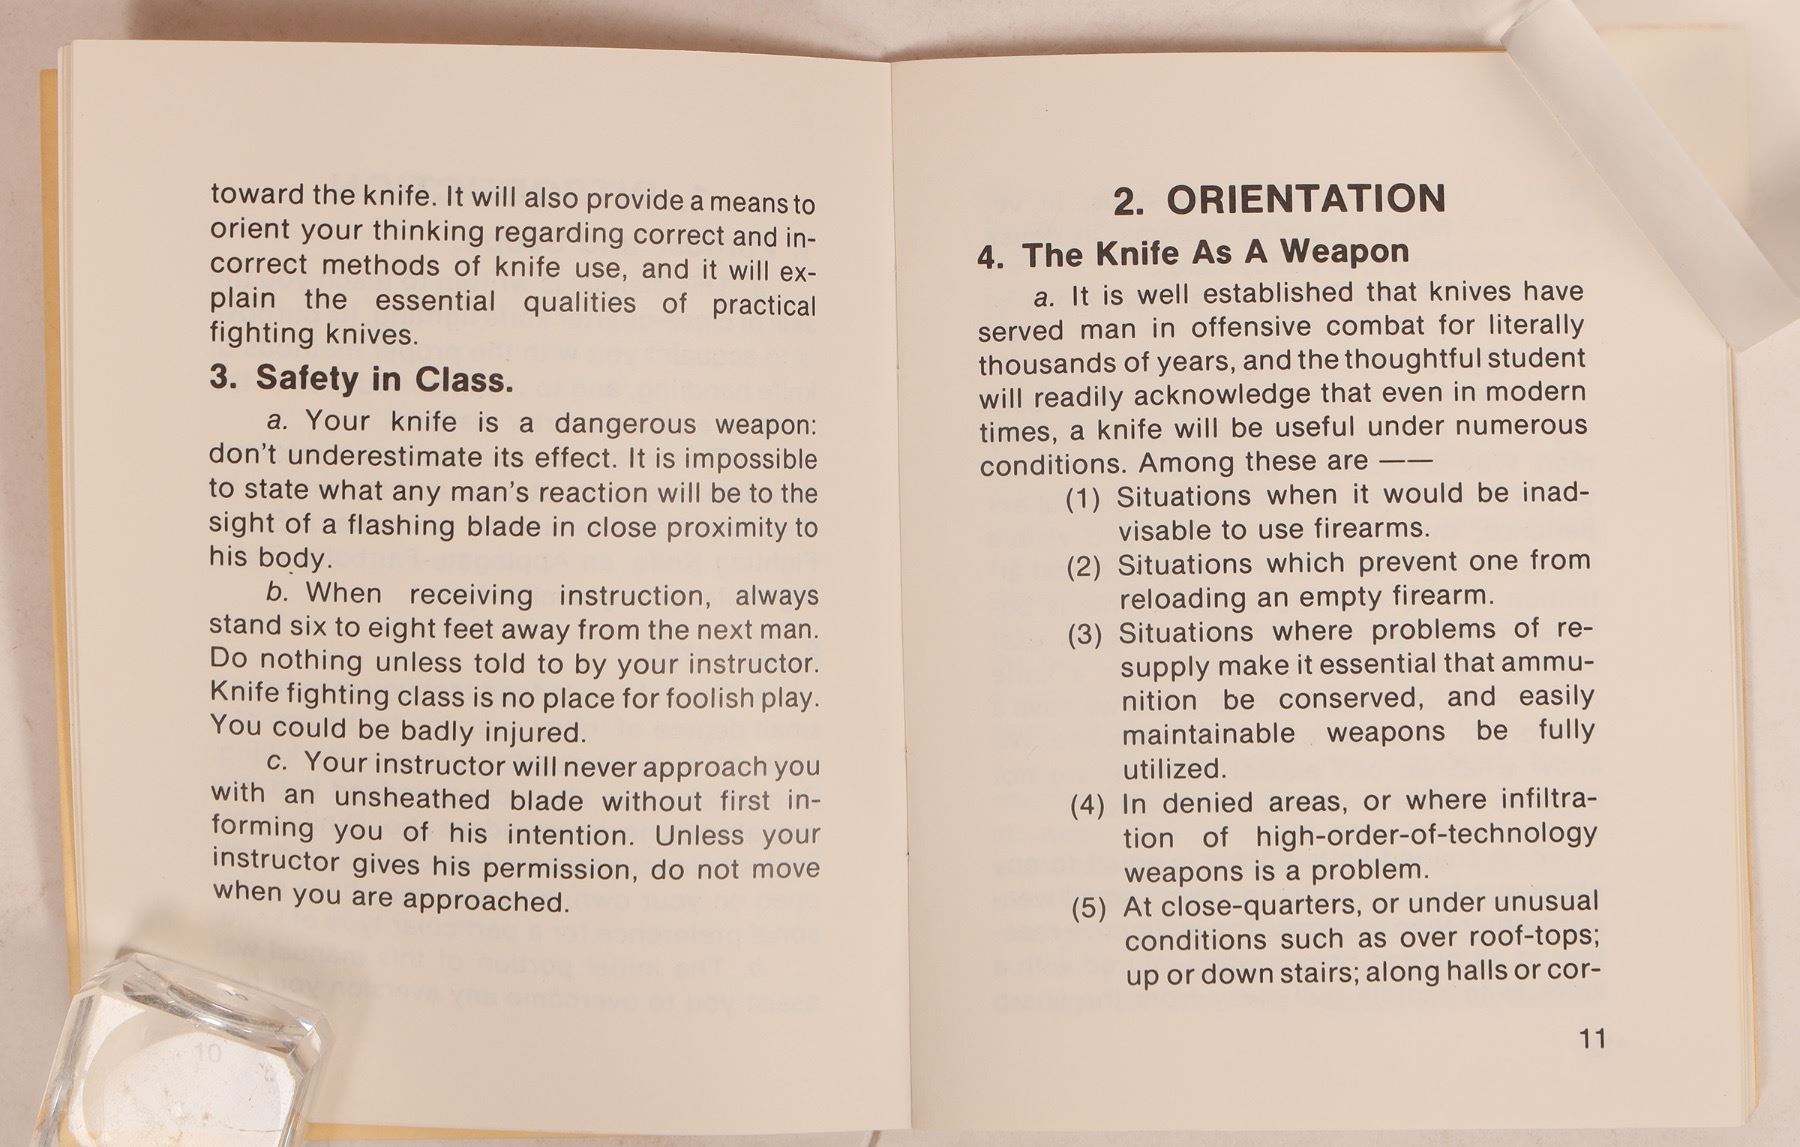 toward the knife. It will also provide a means to
orient your thinking regarding correct and in-
correct methods of knife use, and it will ex-
plain the essential qualities of practical
fighting knives.
3. Safety in Class.
a. Your knife is a dangerous weapon:
don't underestimate its effect. It is impossible
to state what any man's reaction will be to the
sight of a flashing blade in close proximity to
his body.
b. When receiving instruction, always
stand six to eight feet away from the next man.
Do nothing unless told to by your instructor.
Knife fighting class is no place for foolish play.
You could be badly injured.
c. Your instructor will never approach you
with an unsheathed blade without first in-
forming you of his intention. Unless your
instructor gives his permission, do not move
when you are approached.
10
2. ORIENTATION
4. The Knife As A Weapon
a. It is well established that knives have
served man in offensive combat for literally
thousands of years, and the thoughtful student
will readily acknowledge that even in modern
times, a knife will be useful under numerous
conditions. Among these are ——
(1) Situations when it would be inad-
visable to use firearms.
(2) Situations which prevent one from
reloading an empty firearm.
(3) Situations where problems of re-
supply make it essential that ammu-
nition be conserved, and easily
maintainable weapons be fully
utilized.
(4) In denied areas, or where infiltra-
tion of high-order-of-technology
weapons is a problem.
(5) At close-quarters, or under unusual
conditions such as over roof-tops;
up or down stairs; along halls or cor-
11